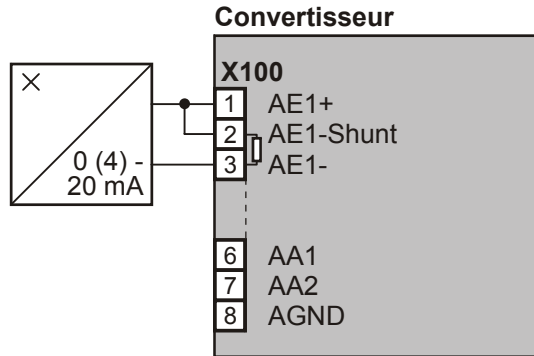 Convertisseur
X100
1 AE1+
2 AE1-Shunt
0 (4) - 3 AE1-
20 mA
6 AA1
7 AA2
8 AGND